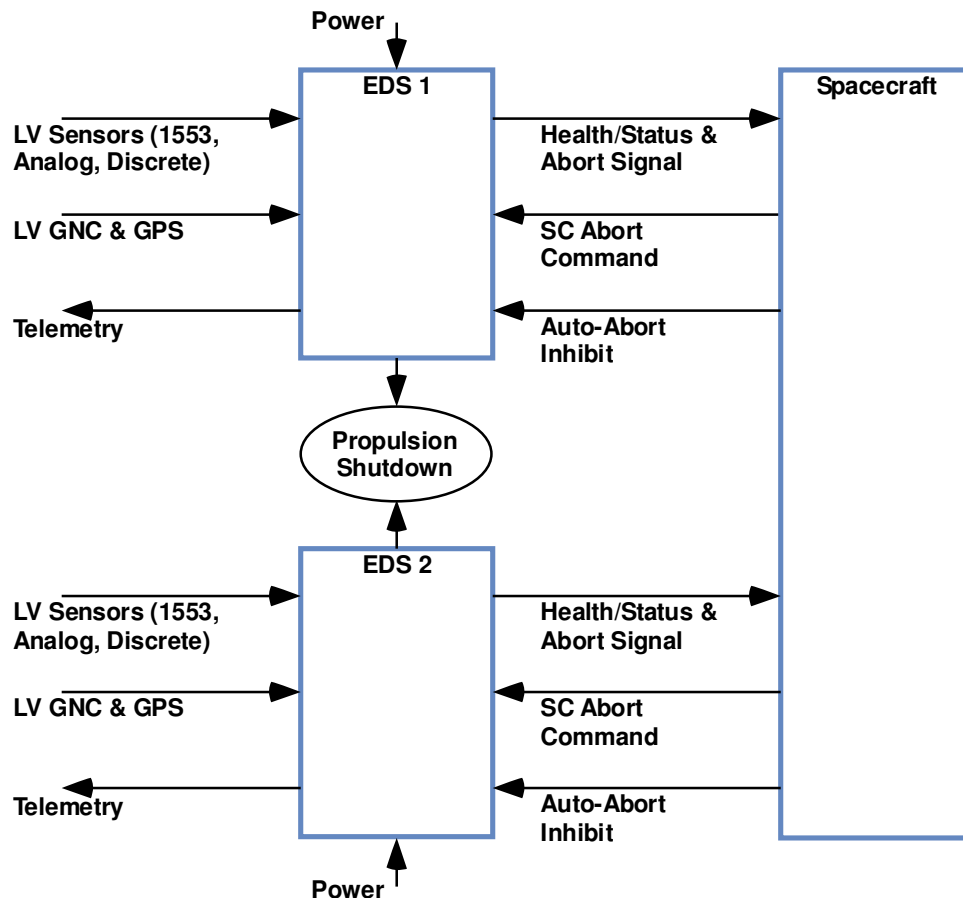 Power
EDS 1
Spacecraft
LV Sensors (1553,
Analog, Discrete)
Health/Status &
Abort Signal
LV GNC & GPS
SC Abort
Command
Telemetry
Auto-Abort
Inhibit
Propulsion
Shutdown
EDS 2
LV Sensors (1553,
Analog, Discrete)
Health/Status &
Abort Signal
LV GNC & GPS
SC Abort
Command
Telemetry
Auto-Abort
Inhibit
Power